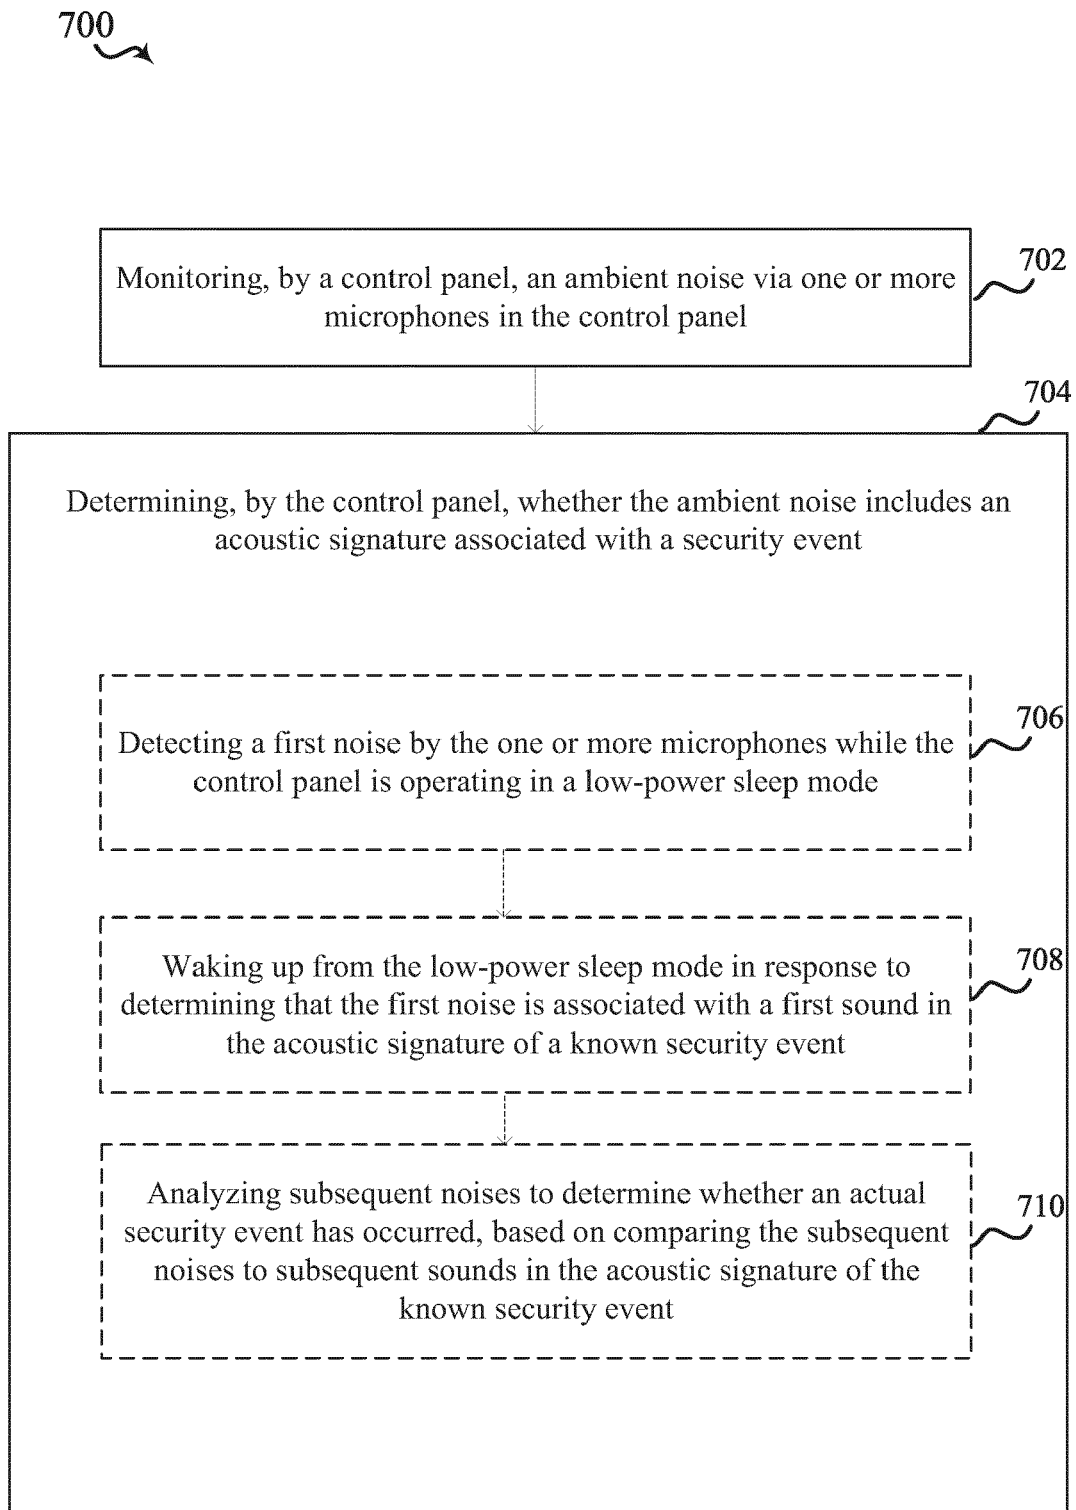 700
Monitoring, by a control panel, an ambient noise via one or more
microphones in the control panel
702
704
Determining, by the control panel, whether the ambient noise includes an
acoustic signature associated with a security event
Detecting a first noise by the one or more microphones while the
control panel is operating in a low-power sleep mode
706
Waking up from the low-power sleep mode in response to
determining that the first noise is associated with a first sound in
the acoustic signature of a known security event
708
Analyzing subsequent noises to determine whether an actual
security event has occurred, based on comparing the subsequent
noises to subsequent sounds in the acoustic signature of the
known security event
710